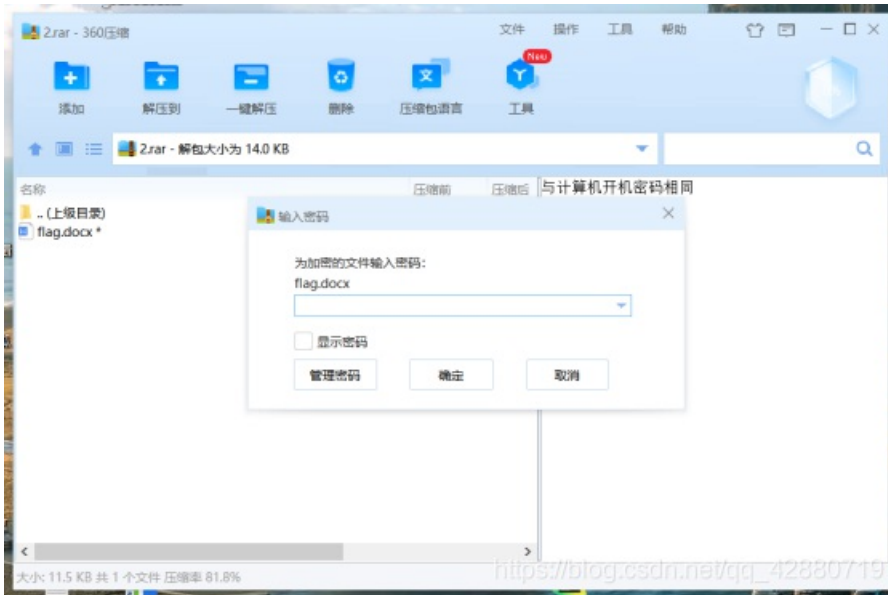 2.rar - 360压缩
文件 操作 工具 帮助
New
添加 解压到 一键解压 删除 压缩包语言 工具
2.rar - 解包大小为 14.0 KB
名称 压缩前 压缩后
与计算机开机密码相同
.. (上级目录)
flag.docx *
输入密码
为加密的文件输入密码：
flag.docx
显示密码
管理密码 确定 取消
大小: 11.5 KB 共 1 个文件 压缩率 81.8%
https://blog.csdn.net/qq_42880719